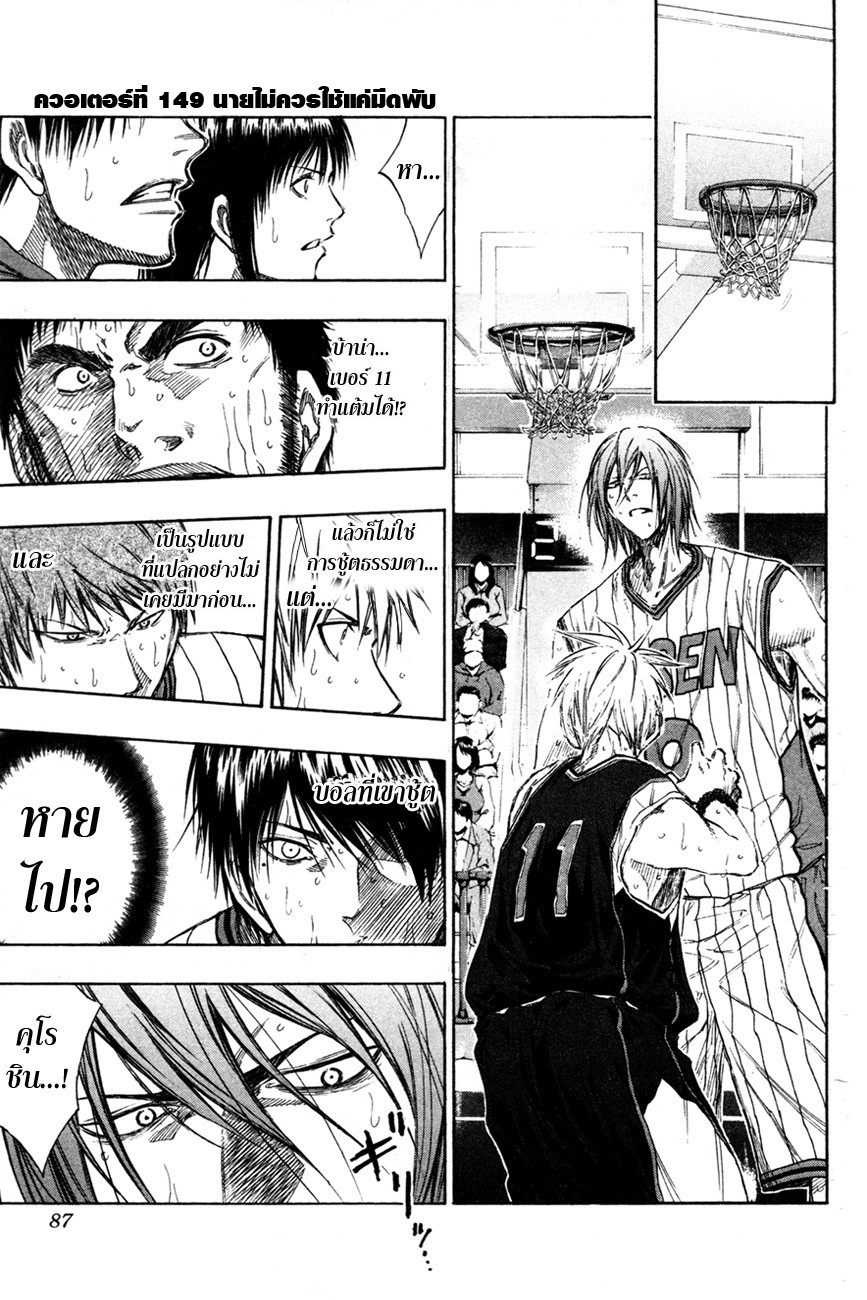 ควอเตอร์ที่ 149 นายไม่ควรใช้แค่มีดพับ
SEN
11
หา...
บ้าน่า...
เบอร์ 11
ทำแต้มได้!?
แล้วก็ไม่ใช่
การชู้ตธรรมดา...
แต่...
เป็นรูปแบบ
ที่แปลกอย่างไม่
เคยมีมาก่อน...
และ
บอลที่เขาชู้ต
หาย
ไป!?
คุโร
ชิน...!
87